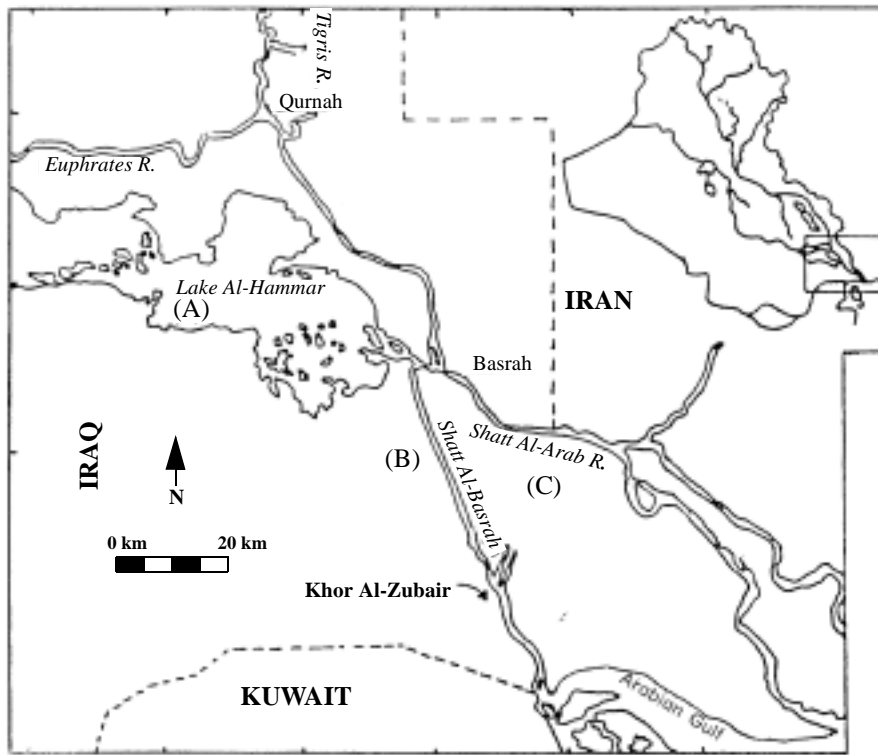 Tigris R.
Qurnah
Euphrates R.
Lake Al-Hammar
(A)
IRAN
Basrah
Shatt Al-Arab R.
IRAQ
(B)
Shatt Al-Basrah
(C)
N
0 km 20 km
Khor Al-Zubair
KUWAIT
Arabian Gulf